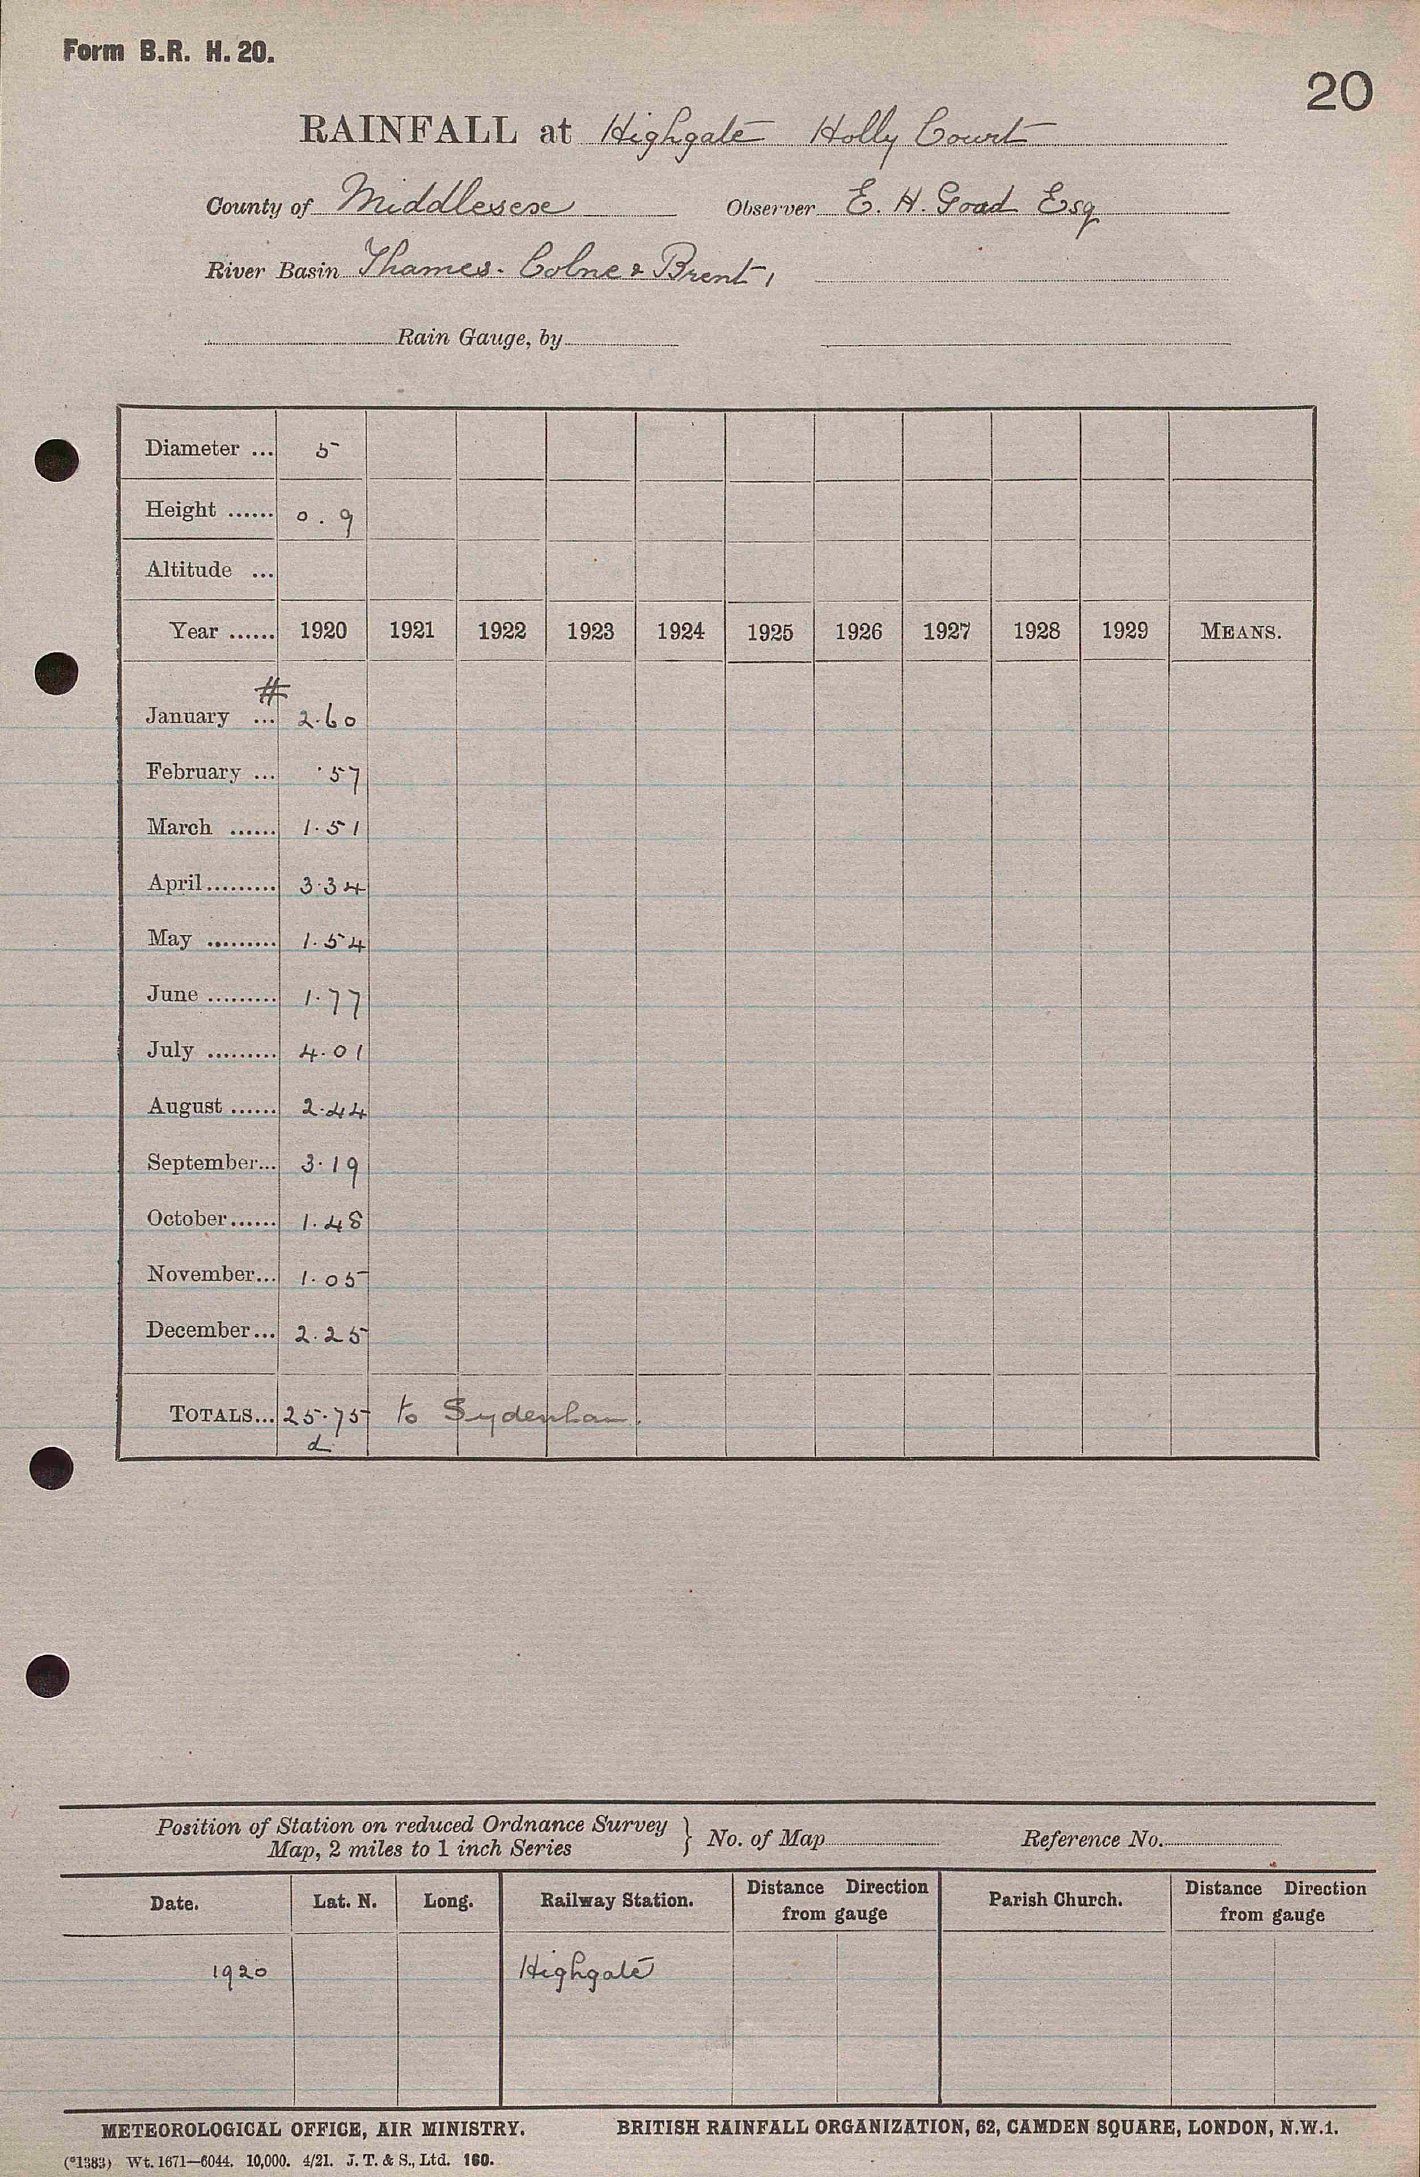 Form B.R. H. 20.
20
RAINFALL at Highgate Holly Court
County of Middlesex Observer E. H. Goad Esq
River Basin Thames. Colne & Brent,
Rain Gauge, by
Diameter ... 5
Height ...... 0.9
Altitude ...
Year ...... 1920 1921 1922 1923 1924 1925 1926 1927 1928 1929 MEANS.
#
January ... 2.60
February ... .57
March ...... 1.51
April......... 3.34
May ......... 1.54
June ......... 1.77
July ......... 4.01
August ...... 2.44
September... 3.19
October...... 1.48
November... 1.05
December... 2.25
TOTALS... 25.75 to Sydenham.
d
Position of Station on reduced Ordnance Survey
Map, 2 miles to 1 inch Series } No. of Map Reference No.
Date. Lat. N. Long. Railway Station. Distance Direction from gauge Parish Church. Distance Direction from gauge
1920 Highgate
METEOROLOGICAL OFFICE, AIR MINISTRY. BRITISH RAINFALL ORGANIZATION, 62, CAMDEN SQUARE, LONDON, N.W.1.
(*1383) Wt. 1671—6044. 10,000. 4/21. J. T. & S., Ltd. 160.